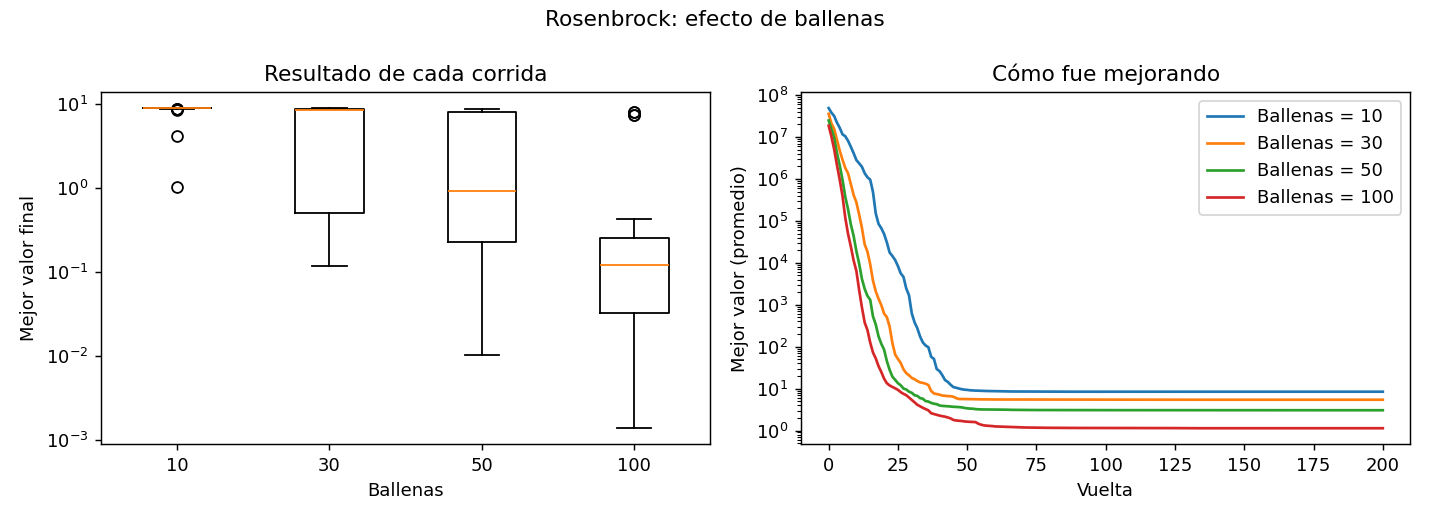 Rosenbrock: efecto de ballenas
Resultado de cada corrida
Mejor valor final
10¹
10⁰
10⁻¹
10⁻²
10⁻³
10 30 50 100
Ballenas
Cómo fue mejorando
Mejor valor (promedio)
10⁸
10⁷
10⁶
10⁵
10⁴
10³
10²
10¹
10⁰
Ballenas = 10
Ballenas = 30
Ballenas = 50
Ballenas = 100
0 25 50 75 100 125 150 175 200
Vuelta